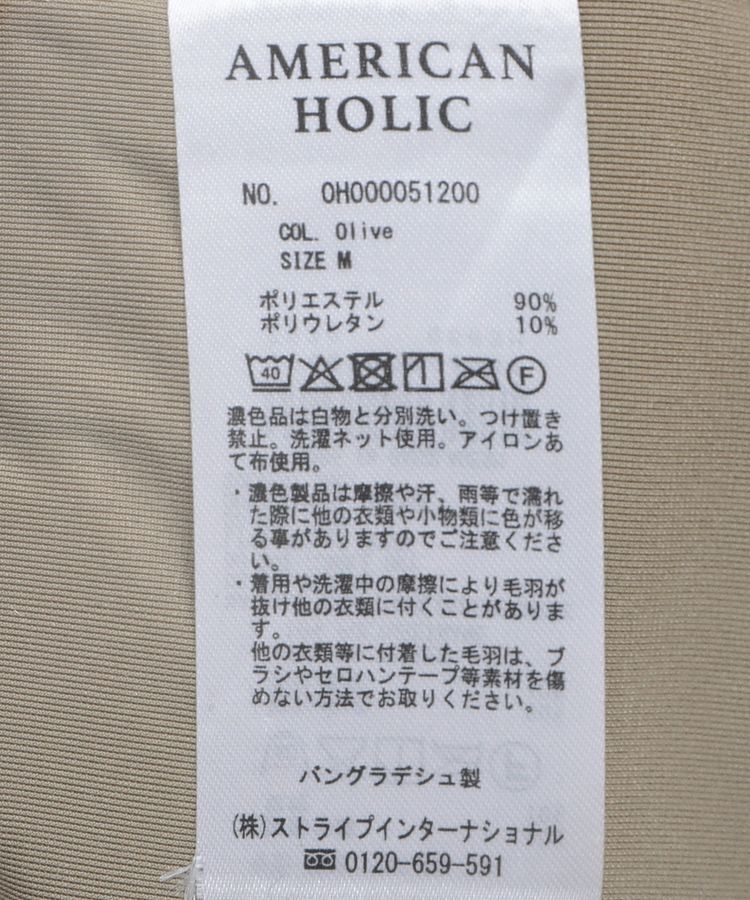 AMERICAN
HOLIC
NO. OH000051200
COL. Olive
SIZE M
ポリエステル 90%
ポリウレタン 10%
40 F
濃色品は白物と分別洗い。つけ置き
禁止。洗濯ネット使用。アイロンあ
て布使用。
・濃色製品は摩擦や汗、雨等で濡れ
た際に他の衣類や小物類に色が移
る事がありますのでご注意くださ
い。
・着用や洗濯中の摩擦により毛羽が
抜け他の衣類に付くことがありま
す。
他の衣類等に付着した毛羽は、ブ
ラシやセロハンテープ等素材を傷
めない方法でお取りください。
バングラデシュ製
(株)ストライプインターナショナル
0120-659-591